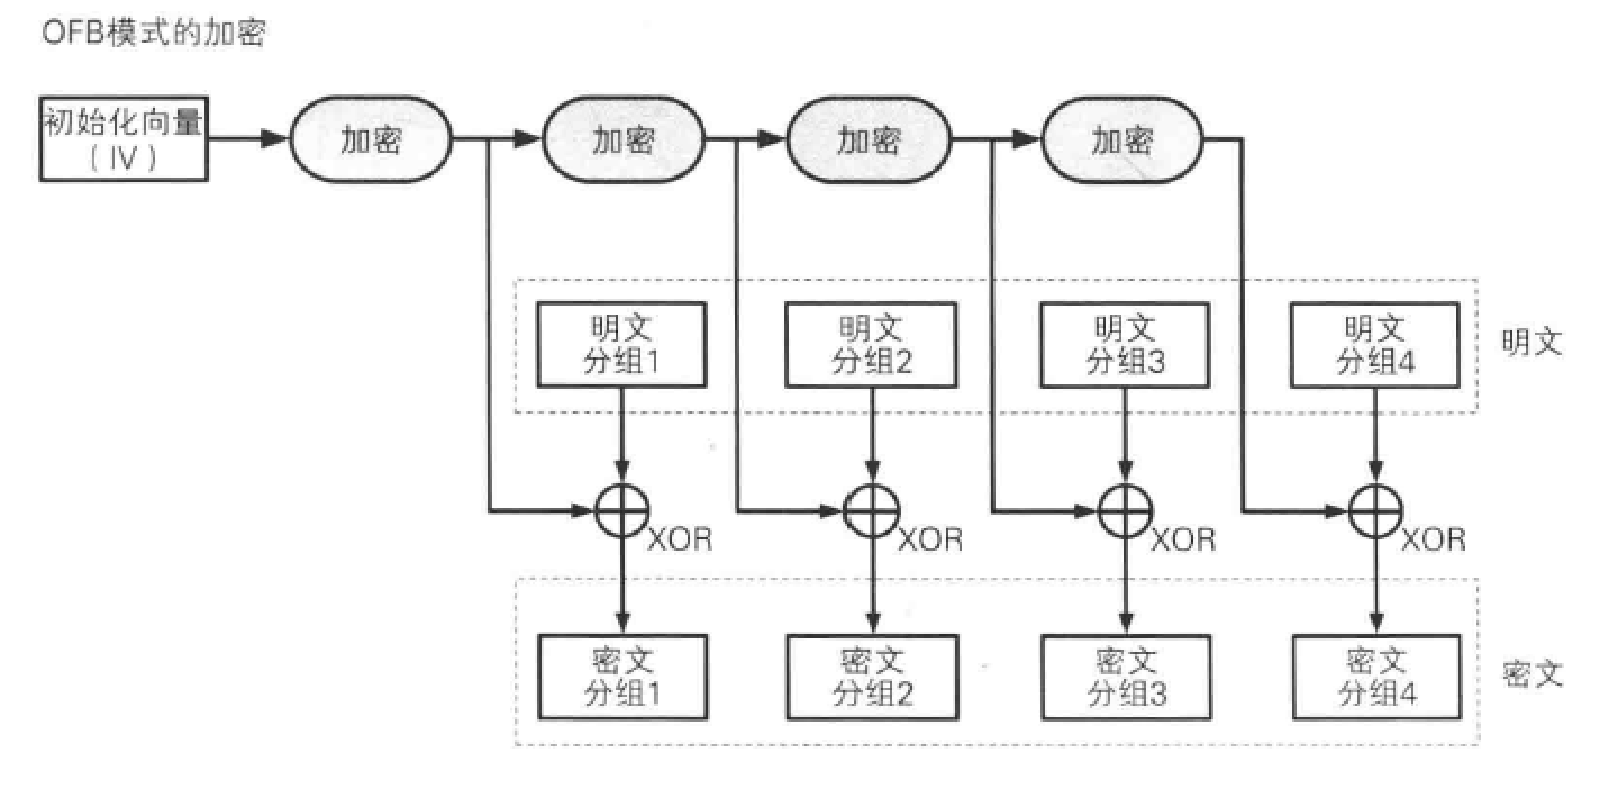 OFB模式的加密
初始化向量
（IV）
加密
加密
加密
加密
明文
分组1
明文
分组2
明文
分组3
明文
分组4
明文
XOR
XOR
XOR
XOR
密文
分组1
密文
分组2
密文
分组3
密文
分组4
密文